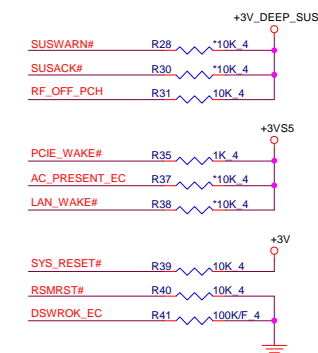 +3V_DEEP_SUS
SUSWARN# R28 *10K_4
SUSACK# R30 *10K_4
RF_OFF_PCH R31 10K_4
+3VS5
PCIE_WAKE# R35 1K_4
AC_PRESENT_EC R37 *10K_4
LAN_WAKE# R38 *10K_4
+3V
SYS_RESET# R39 10K_4
RSMRST# R40 10K_4
DSWROK_EC R41 100K/F_4